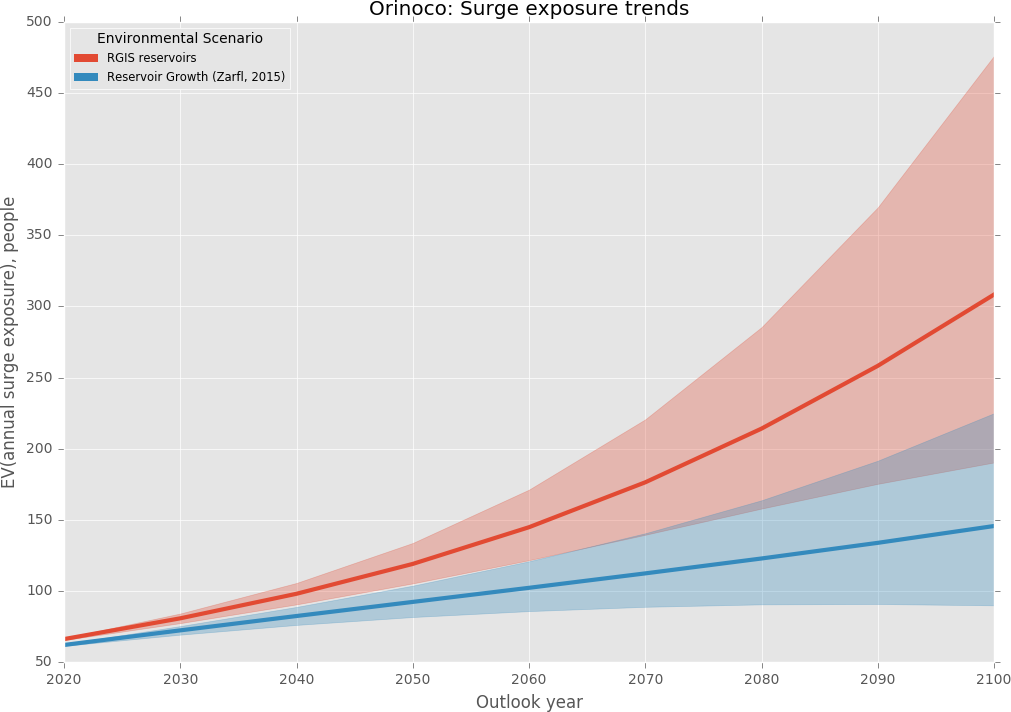 Orinoco: Surge exposure trends
Environmental Scenario
RGIS reservoirs
Reservoir Growth (Zarfl, 2015)
EV(annual surge exposure), people
500
450
400
350
300
250
200
150
100
50
2020 2030 2040 2050 2060 2070 2080 2090 2100
Outlook year